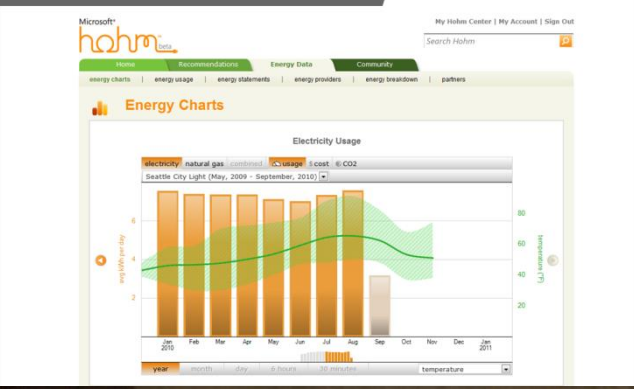 Microsoft®
hohm beta
My Hohm Center | My Account | Sign Out
Search Hohm
Home Recommendations Energy Data Community
energy charts | energy usage | energy statements | energy providers | energy breakdown | partners
Energy Charts
Electricity Usage
electricity natural gas combined usage $ cost CO2
Seattle City Light (May, 2009 - September, 2010)
6
4
2
avg kWh per day
80
60
40
20
temperature (°F)
Jan Feb Mar Apr May Jun Jul Aug Sep Oct Nov Dec Jan
2010 2011
year month day 6 hours 30 minutes temperature